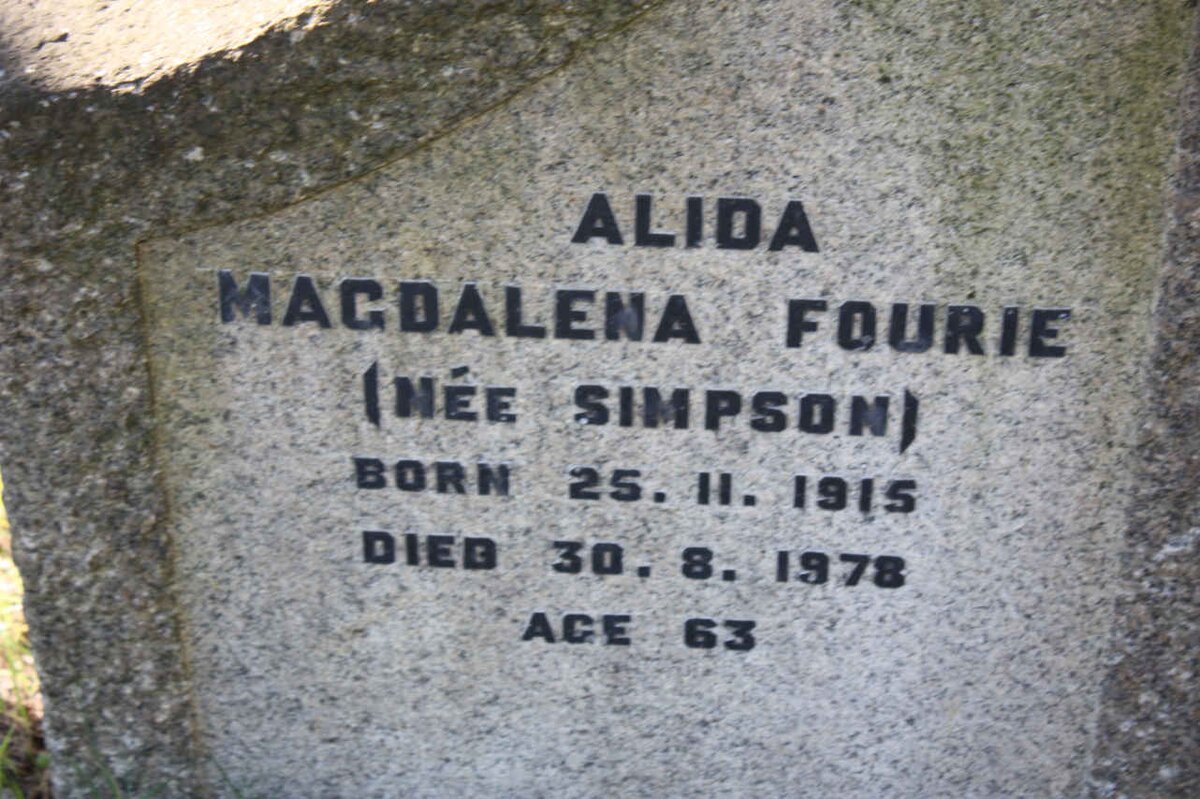 ALIDA
MAGDALENA FOURIE
(NÉE SIMPSON)
BORN 25.11.1915
DIED 30.8.1978
AGE 63